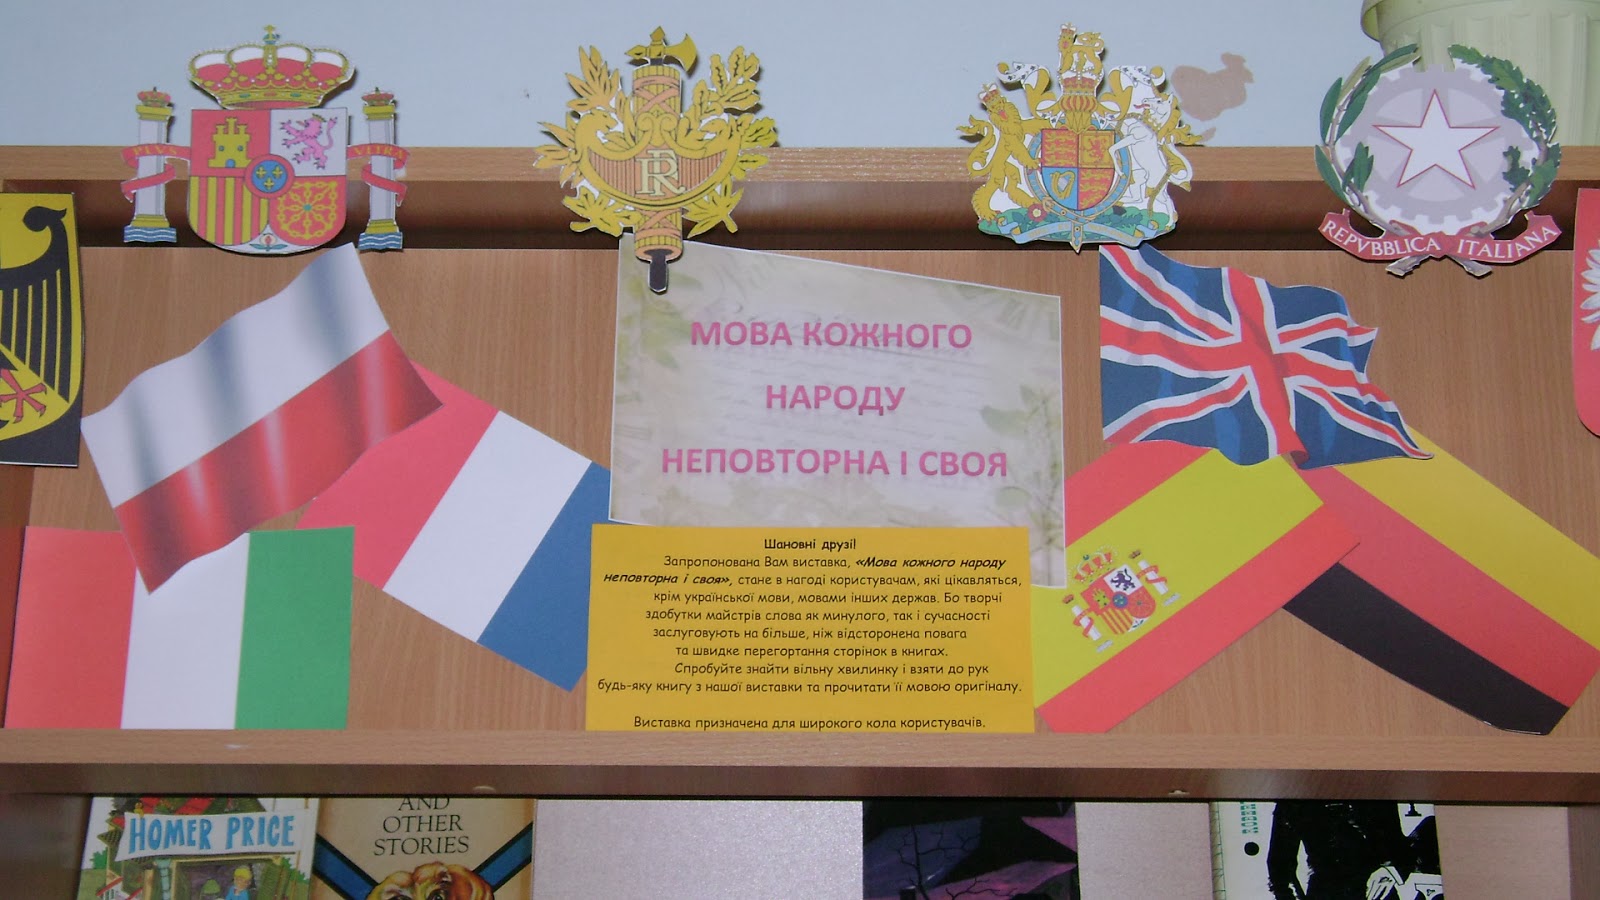 PLVS VLTRA
RF
REPVBBLICA ITALIANA
МОВА КОЖНОГО
НАРОДУ
НЕПОВТОРНА І СВОЯ
Шановні друзі!
Запропонована Вам виставка, «Мова кожного народу
неповторна і своя», стане в нагоді користувачам, які цікавляться,
крім української мови, мовами інших держав. Бо творчі
здобутки майстрів слова як минулого, так і сучасності
заслуговують на більше, ніж відсторонена повага
та швидке перегортання сторінок в книгах.
Спробуйте знайти вільну хвилинку і взяти до рук
будь-яку книгу з нашої виставки та прочитати її мовою оригіналу.
Виставка призначена для широкого кола користувачів.
HOMER PRICE
AND
OTHER
STORIES